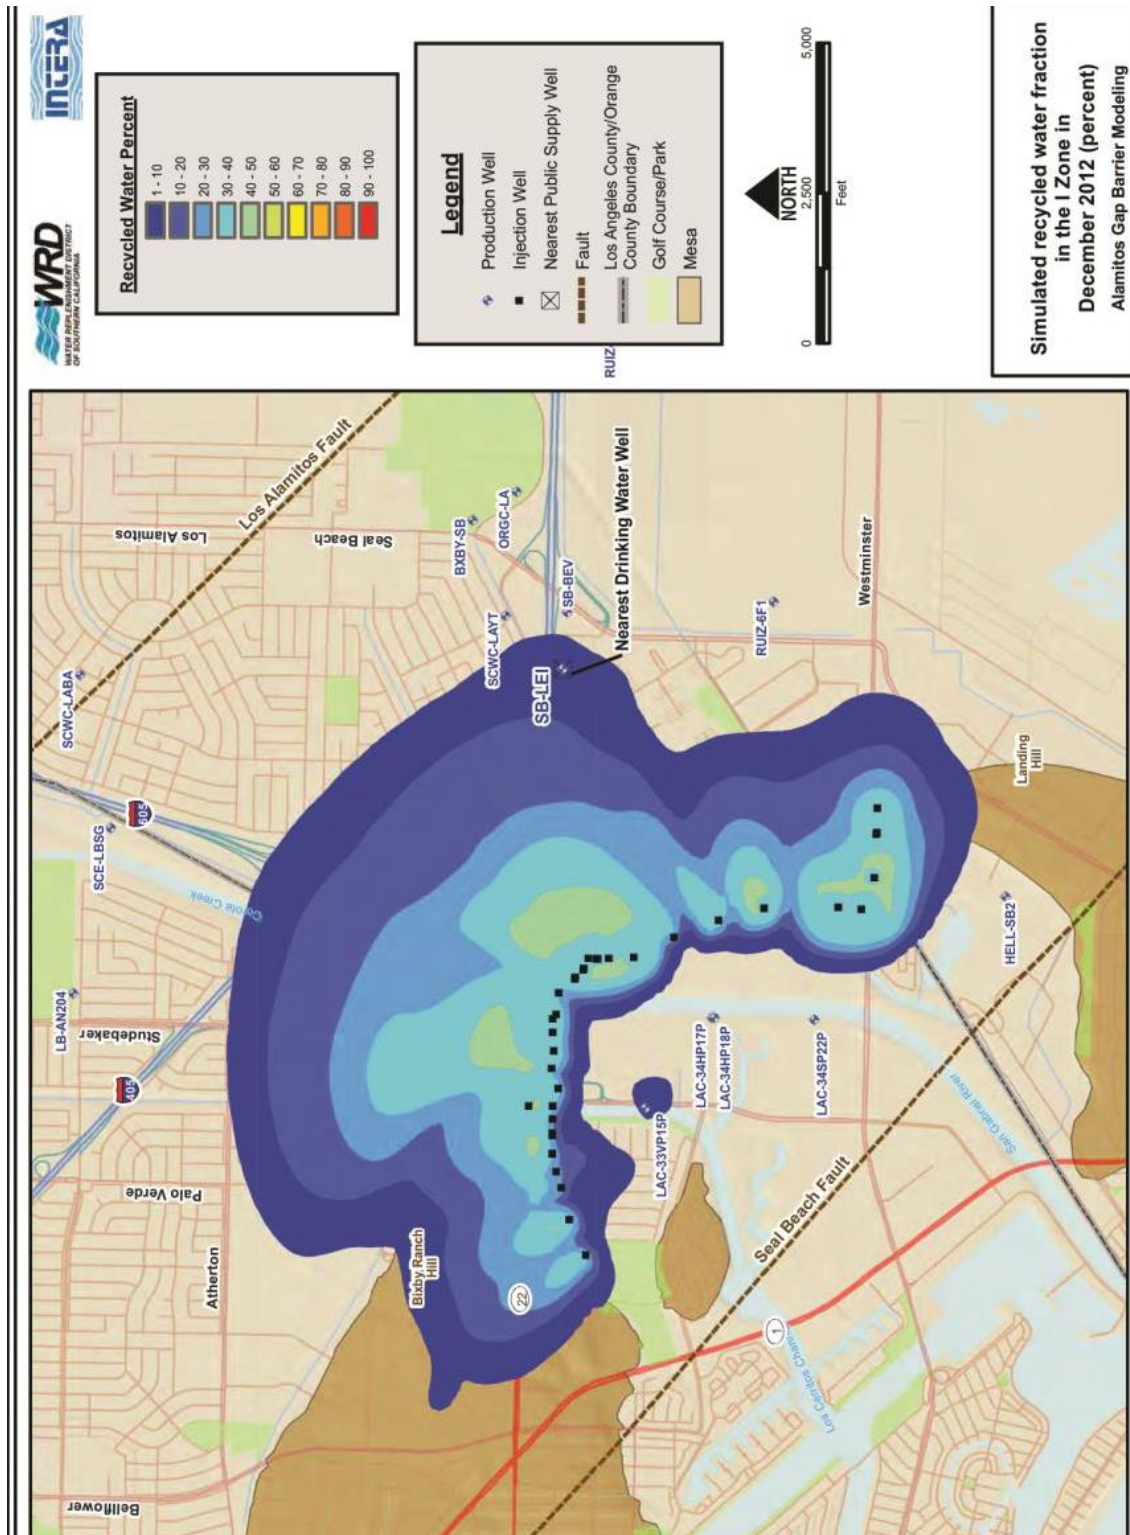 WRD
WATER REPLENISHMENT DISTRICT
OF SOUTHERN CALIFORNIA
INTERA
Recycled Water Percent
1 - 10
10 - 20
20 - 30
30 - 40
40 - 50
50 - 60
60 - 70
70 - 80
80 - 90
90 - 100
Legend
Production Well
Injection Well
Nearest Public Supply Well
Fault
Los Angeles County/Orange
County Boundary
Golf Course/Park
Mesa
NORTH
0
2,500
5,000
Feet
Simulated recycled water fraction
in the I Zone in
December 2012 (percent)
Alamitos Gap Barrier Modeling
Bellflower
Atherton
Palo Verde
405
Studebaker
LB-AN204
Coyote Creek
SCE-LBSG
605
SCWC-LABA
Los Alamitos
Los Alamitos Fault
Seal Beach
BXBY-SB
ORGC-LA
SCWC-LAYT
SB-BEV
SB-LEI
Nearest Drinking Water Well
RUIZ-
RUIZ-6F1
Westminster
Bixby Ranch
Hill
22
LAC-33VP15P
LAC-34HP17P
LAC-34HP18P
LAC-34SP22P
Seal Beach Fault
1
Los Cerritos Chann
San Gabriel River
HELL-SB2
Landing
Hill